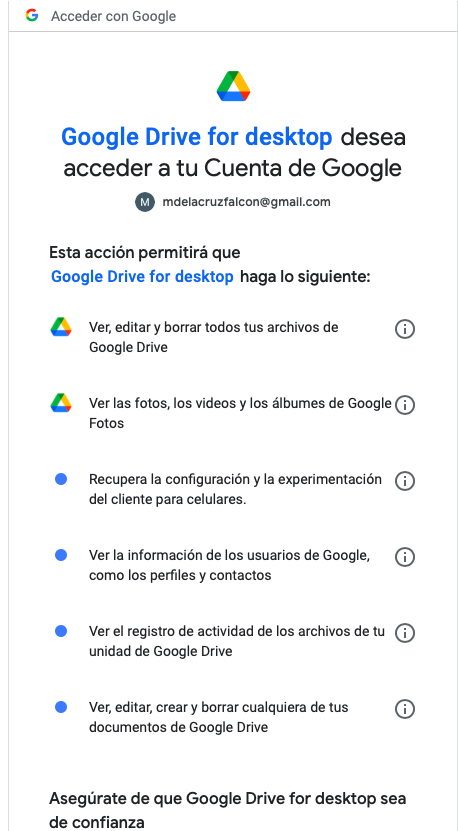 Acceder con Google
Google Drive for desktop desea
acceder a tu Cuenta de Google
M mdelacruzfalcon@gmail.com
Esta acción permitirá que
Google Drive for desktop haga lo siguiente:
Ver, editar y borrar todos tus archivos de
Google Drive
Ver las fotos, los videos y los álbumes de Google
Fotos
Recupera la configuración y la experimentación
del cliente para celulares.
Ver la información de los usuarios de Google,
como los perfiles y contactos
Ver el registro de actividad de los archivos de tu
unidad de Google Drive
Ver, editar, crear y borrar cualquiera de tus
documentos de Google Drive
Asegúrate de que Google Drive for desktop sea
de confianza